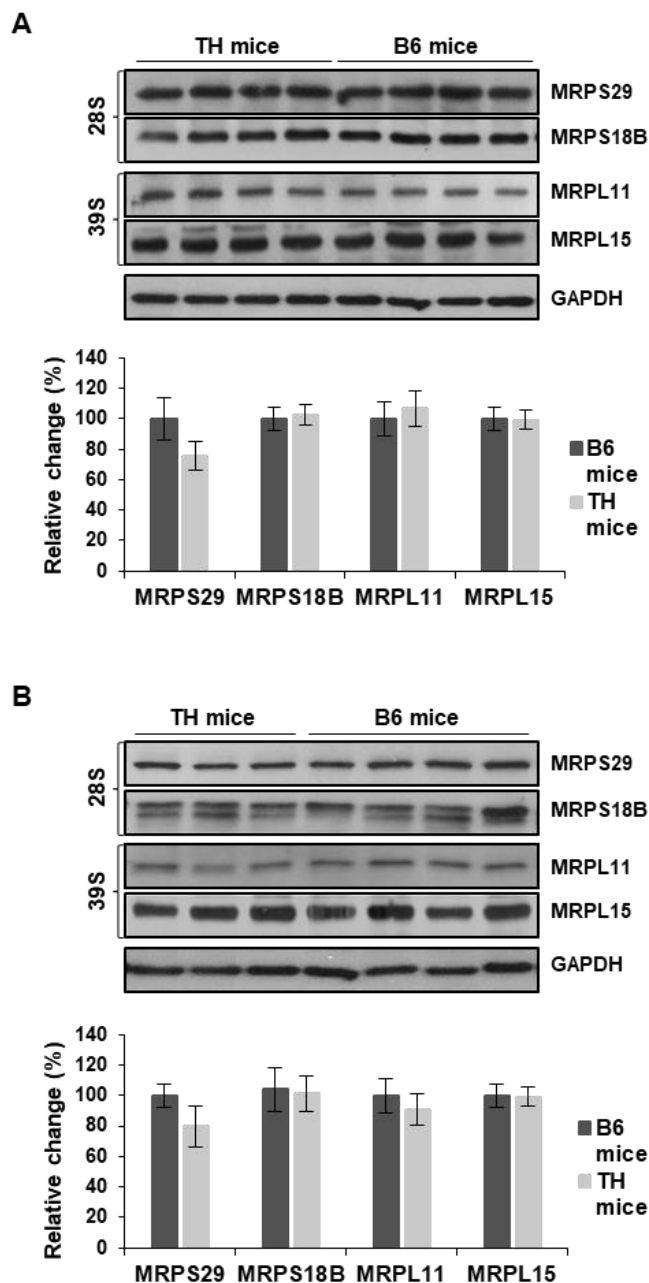 A
TH mice B6 mice
28S
MRPS29
MRPS18B
39S
MRPL11
MRPL15
GAPDH
Relative change (%)
140
120
100
80
60
40
20
0
MRPS29 MRPS18B MRPL11 MRPL15
B6
mice
TH
mice
B
TH mice B6 mice
28S
MRPS29
MRPS18B
39S
MRPL11
MRPL15
GAPDH
Relative change (%)
140
120
100
80
60
40
20
0
MRPS29 MRPS18B MRPL11 MRPL15
B6
mice
TH
mice